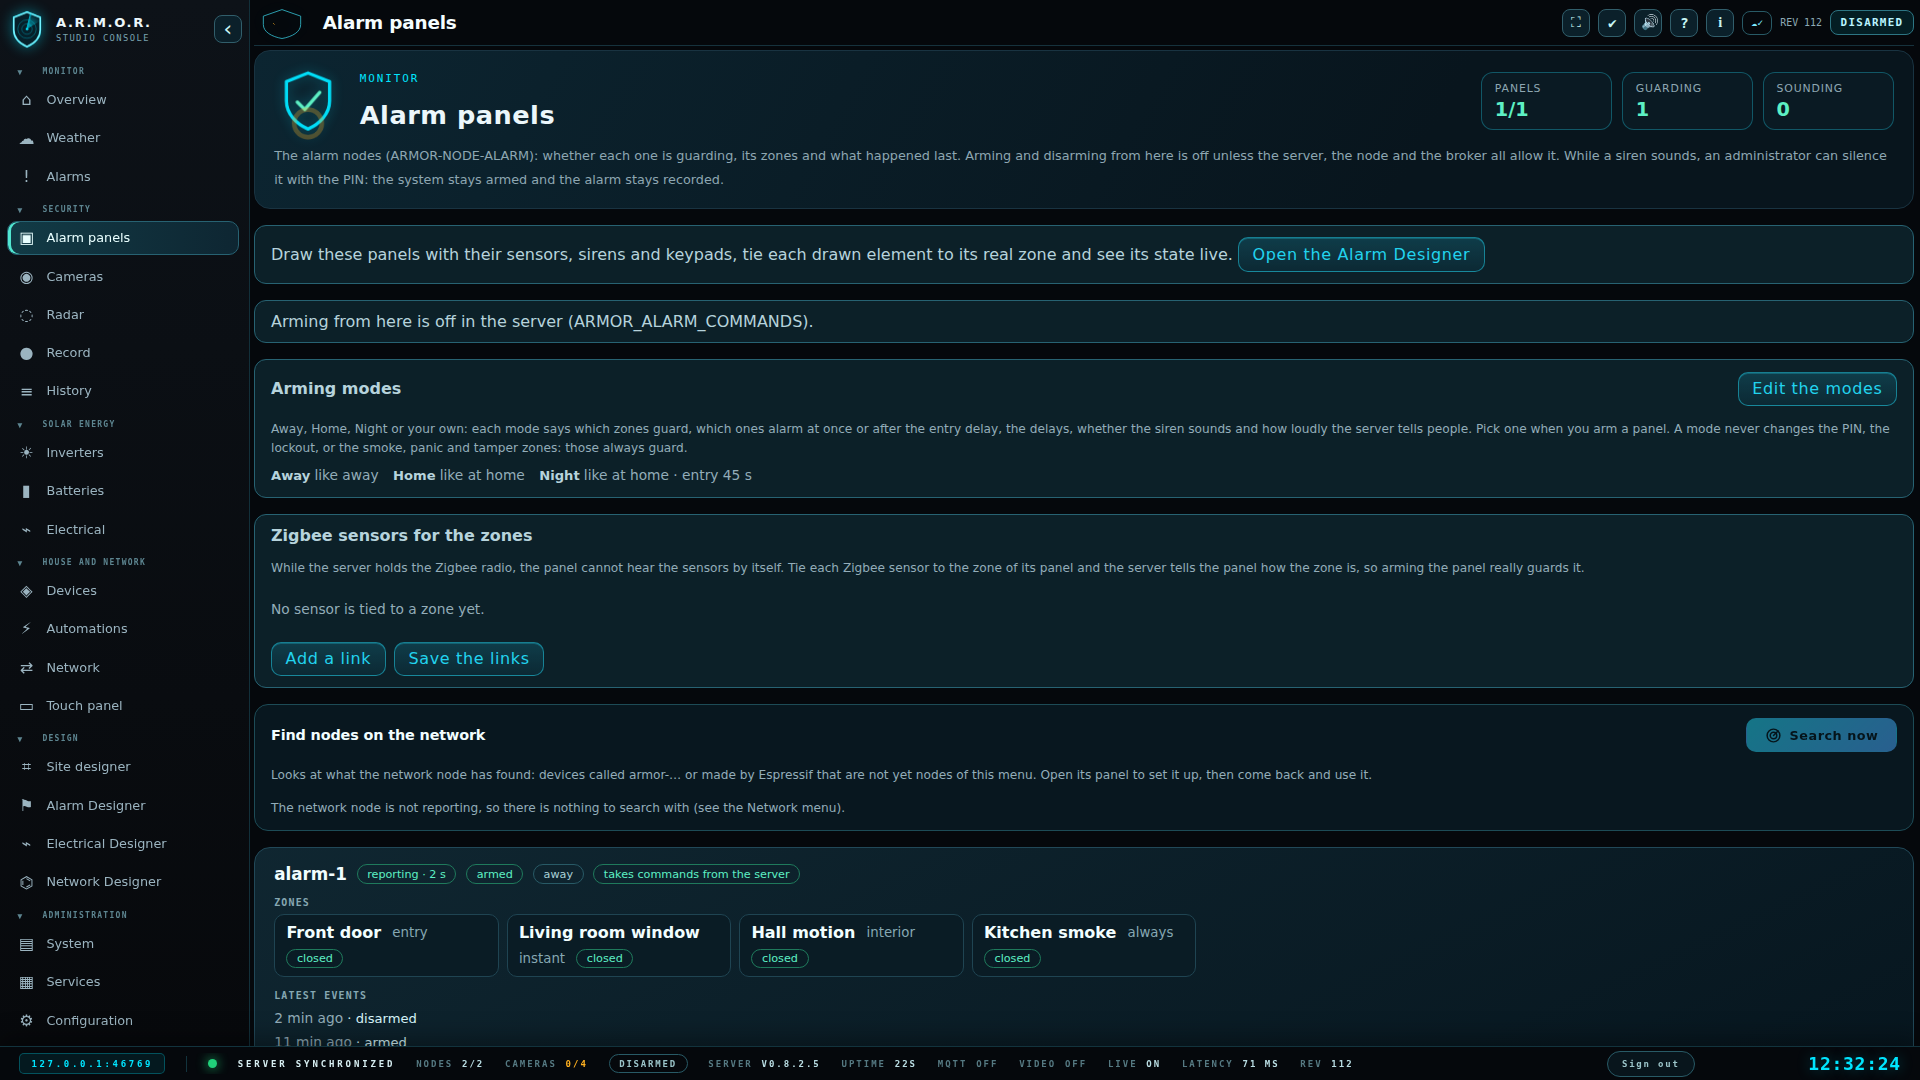 A.R.M.O.R.
STUDIO CONSOLE
MONITOR
Overview
Weather
Alarms
SECURITY
Alarm panels
Cameras
Radar
Record
History
SOLAR ENERGY
Inverters
Batteries
Electrical
HOUSE AND NETWORK
Devices
Automations
Network
Touch panel
DESIGN
Site designer
Alarm Designer
Electrical Designer
Network Designer
ADMINISTRATION
System
Services
Configuration
Alarm panels
REV 112
DISARMED
MONITOR
Alarm panels
PANELS
1/1
GUARDING
1
SOUNDING
0
The alarm nodes (ARMOR-NODE-ALARM): whether each one is guarding, its zones and what happened last. Arming and disarming from here is off unless the server, the node and the broker all allow it. While a siren sounds, an administrator can silence
it with the PIN: the system stays armed and the alarm stays recorded.
Draw these panels with their sensors, sirens and keypads, tie each drawn element to its real zone and see its state live. Open the Alarm Designer
Arming from here is off in the server (ARMOR_ALARM_COMMANDS).
Arming modes
Edit the modes
Away, Home, Night or your own: each mode says which zones guard, which ones alarm at once or after the entry delay, the delays, whether the siren sounds and how loudly the server tells people. Pick one when you arm a panel. A mode never changes the PIN, the
lockout, or the smoke, panic and tamper zones: those always guard.
Away like away Home like at home Night like at home · entry 45 s
Zigbee sensors for the zones
While the server holds the Zigbee radio, the panel cannot hear the sensors by itself. Tie each Zigbee sensor to the zone of its panel and the server tells the panel how the zone is, so arming the panel really guards it.
No sensor is tied to a zone yet.
Add a link
Save the links
Find nodes on the network
Search now
Looks at what the network node has found: devices called armor-... or made by Espressif that are not yet nodes of this menu. Open its panel to set it up, then come back and use it.
The network node is not reporting, so there is nothing to search with (see the Network menu).
alarm-1 reporting · 2 s armed away takes commands from the server
ZONES
Front door entry
closed
Living room window
instant closed
Hall motion interior
closed
Kitchen smoke always
closed
LATEST EVENTS
2 min ago · disarmed
11 min ago · armed
127.0.0.1:46769
SERVER SYNCHRONIZED
NODES 2/2
CAMERAS 0/4
DISARMED
SERVER V0.8.2.5
UPTIME 22S
MQTT OFF
VIDEO OFF
LIVE ON
LATENCY 71 MS
REV 112
Sign out
12:32:24